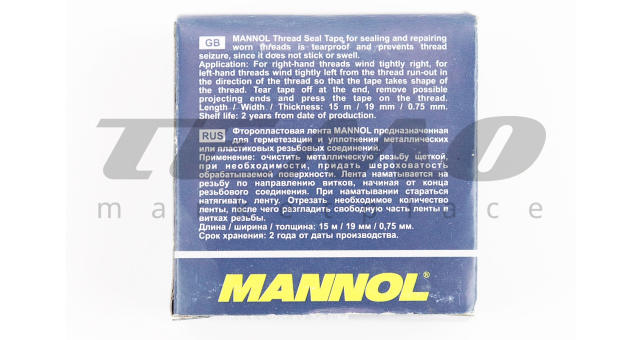 GB MANNOL Thread Seal Tape for sealing and repairing
worn threads is tearproof and prevents thread
seizure, since it does not stick or swell.
Application: For right-hand threads wind tightly right, for
left-hand threads wind tightly left from the thread run-out in
the direction of the thread so that the tape takes shape of
the thread. Tear tape off at the end, remove possible
projecting ends and press the tape on the thread.
Length / Width / Thickness: 15 m / 19 mm / 0.75 mm.
Shelf life: 2 years from date of production.
RUS Фторопластовая лента MANNOL предназначенная
для герметезации и уплотнения металлических
или пластиковых резьбовых соединений.
Применение: очистить металлическую резьбу щеткой,
при необходимости, придать шероховатость
обрабатываемой поверхности. Лента наматывается на
резьбу по направлению витков, начиная от конца
резьбового соединения. При наматывании стараться
натягивать ленту. Отрезать необходимое количество
ленты, после чего разгладить свободную часть ленты в
витках резьбы.
Длина / ширина / толщина: 15 м / 19 мм / 0,75 мм.
Срок хранения: 2 года от даты производства.
MANNOL®